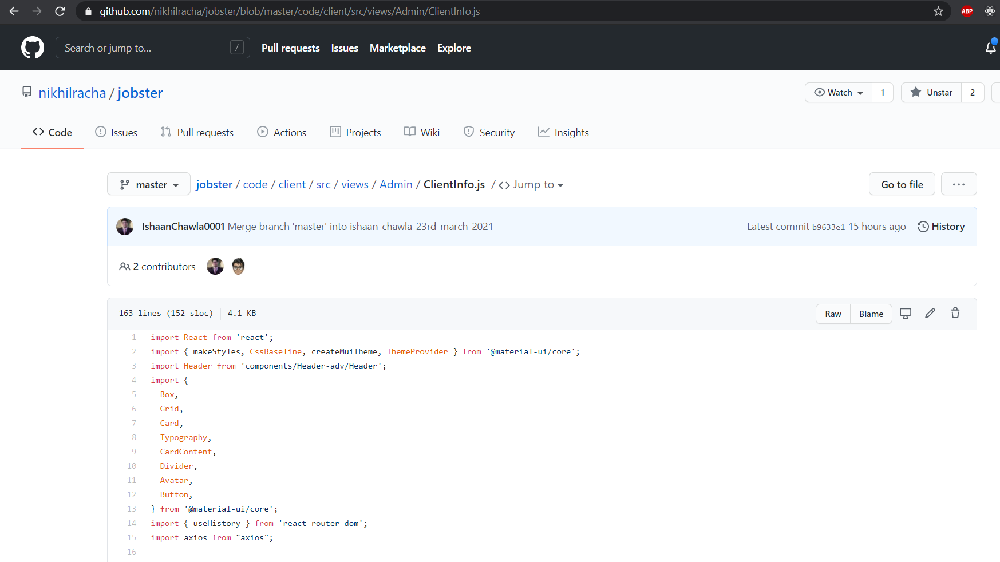 github.com/nikhilracha/jobster/blob/master/code/client/src/views/Admin/ClientInfo.js
ABP
Search or jump to... / Pull requests Issues Marketplace Explore
nikhilracha / jobster
Watch 1 Unstar 2
Code Issues Pull requests Actions Projects Wiki Security Insights
master jobster / code / client / src / views / Admin / ClientInfo.js / <> Jump to Go to file ...
IshaanChawla0001 Merge branch 'master' into ishaan-chawla-23rd-march-2021 Latest commit b9633e1 15 hours ago History
2 contributors
163 lines (152 sloc) 4.1 KB Raw Blame
1 import React from 'react';
2 import { makeStyles, CssBaseline, createMuiTheme, ThemeProvider } from '@material-ui/core';
3 import Header from 'components/Header-adv/Header';
4 import {
5 Box,
6 Grid,
7 Card,
8 Typography,
9 CardContent,
10 Divider,
11 Avatar,
12 Button,
13 } from '@material-ui/core';
14 import { useHistory } from 'react-router-dom';
15 import axios from "axios";
16